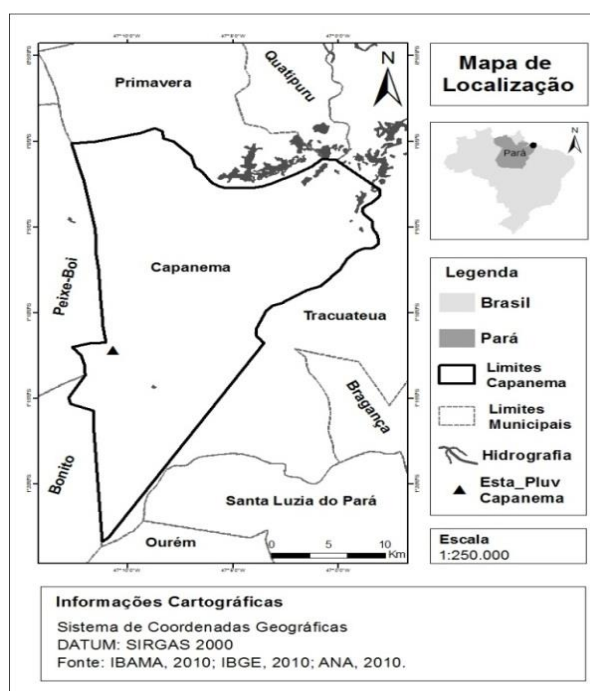 Mapa de
Localização
N
Primavera
Quatipuru
N
Pará
Capanema
Peixe-Boi
Tracuateua
Bragança
Bonito
Santa Luzia do Pará
Ourém
0 5 10
Km
Legenda
Brasil
Pará
Limites
Capanema
Limites
Municipais
Hidrografia
Esta_Pluv
Capanema
Escala
1:250.000
Informações Cartográficas
Sistema de Coordenadas Geográficas
DATUM: SIRGAS 2000
Fonte: IBAMA, 2010; IBGE, 2010; ANA, 2010.